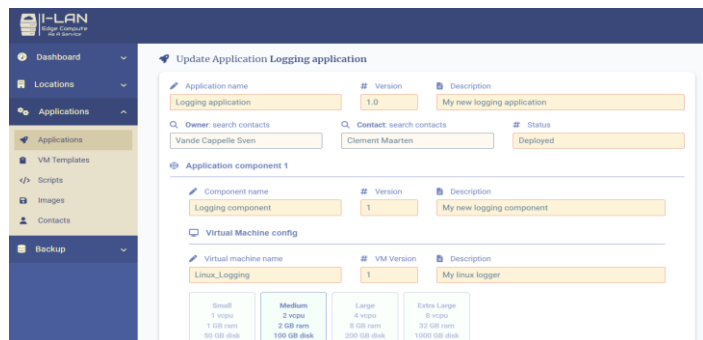 I-LAN
Edge Compute
As A Service
Dashboard
Locations
Applications
Applications
VM Templates
Scripts
Images
Contacts
Backup
Update Application Logging application
Application name # Version Description
Logging application 1.0 My new logging application
Owner: search contacts Contact: search contacts # Status
Vande Cappelle Sven Clement Maarten Deployed
Application component 1
Component name # Version Description
Logging component 1 My new logging component
Virtual Machine config
Virtual machine name # VM Version Description
Linux_Logging 1 My linux logger
Small Medium Large Extra Large
1 vcpu 2 vcpu 4 vcpu 8 vcpu
1 GB ram 2 GB ram 8 GB ram 32 GB ram
50 GB disk 100 GB disk 200 GB disk 1000 GB disk